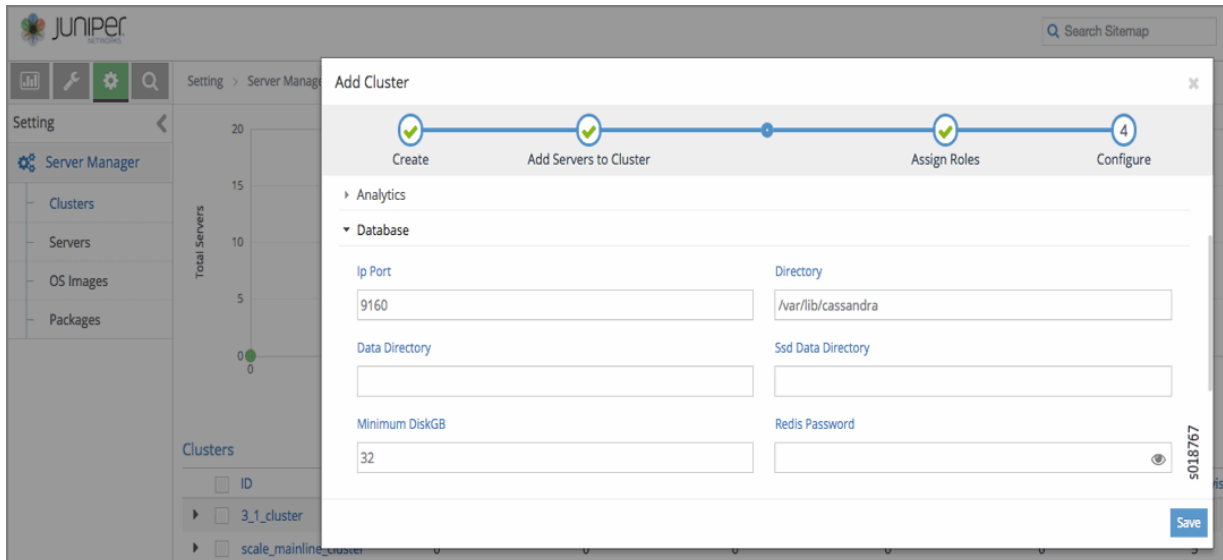 JUNIPER
NETWORKS
Search Sitemap
Setting > Server Manage
Add Cluster
×
Setting
Server Manager
Clusters
Servers
OS Images
Packages
Total Servers
20
15
10
5
0
0
Create
Add Servers to Cluster
Assign Roles
4
Configure
Analytics
Database
Ip Port
Directory
9160
/var/lib/cassandra
Data Directory
Ssd Data Directory
Minimum DiskGB
Redis Password
32
s018767
Save
Clusters
ID
3_1_cluster
scale_mainline_cluster